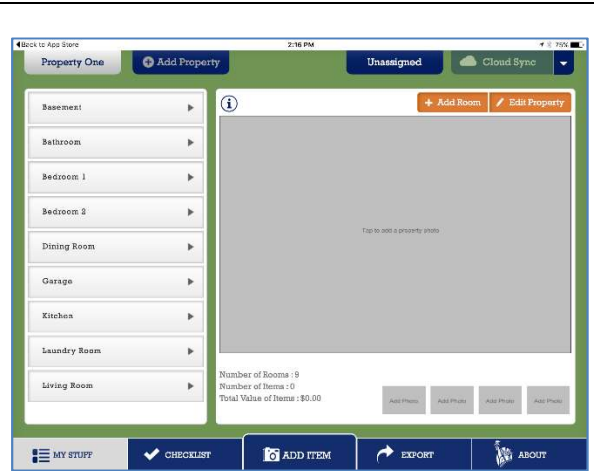 Back to App Store 2:16 PM 75%
Property One Add Property Unassigned Cloud Sync
Basement
Bathroom
Bedroom 1
Bedroom 2
Dining Room
Garage
Kitchen
Laundry Room
Living Room
i + Add Room Edit Property
Tap to add a property photo
Number of Rooms : 9
Number of Items : 0
Total Value of Items : $0.00
Add Photo Add Photo Add Photo Add Photo
MY STUFF CHECKLIST ADD ITEM EXPORT ABOUT